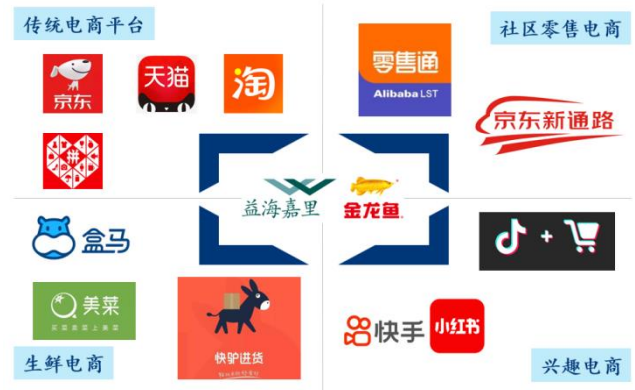 传统电商平台
社区零售电商
京东
天猫
淘
零售通
Alibaba LST
京东新通路
拼
益海嘉里
金龙鱼
盒马
美菜
快驴进货
快手
小红书
生鲜电商
兴趣电商